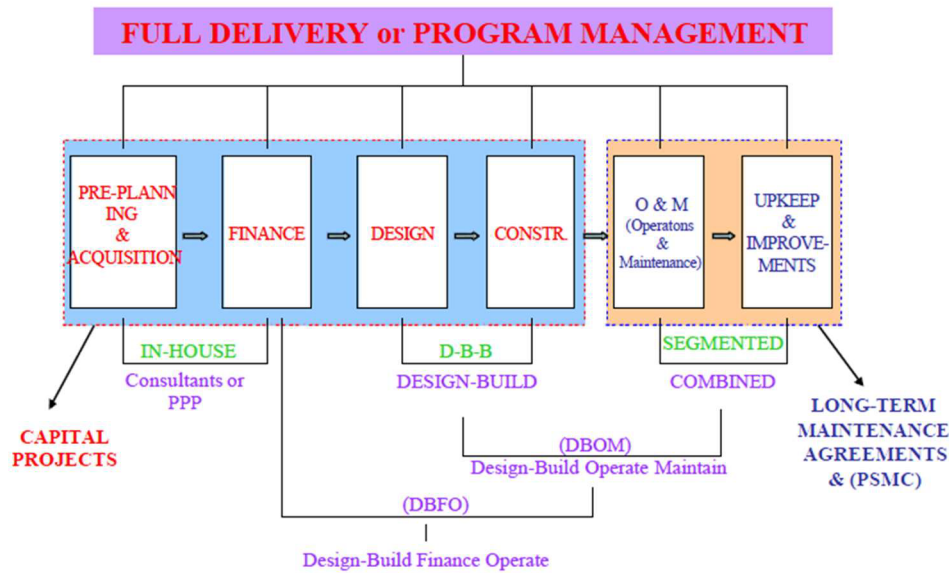 FULL DELIVERY or PROGRAM MANAGEMENT
PRE-PLANN
ING
&
ACQUISITION
FINANCE
DESIGN
CONSTR.
O & M
(Operatons
&
Maintenance)
UPKEEP
&
IMPROVE-
MENTS
IN-HOUSE
Consultants or
PPP
D-B-B
DESIGN-BUILD
SEGMENTED
COMBINED
CAPITAL
PROJECTS
LONG-TERM
MAINTENANCE
AGREEMENTS
& (PSMC)
(DBOM)
Design-Build Operate Maintain
(DBFO)
Design-Build Finance Operate